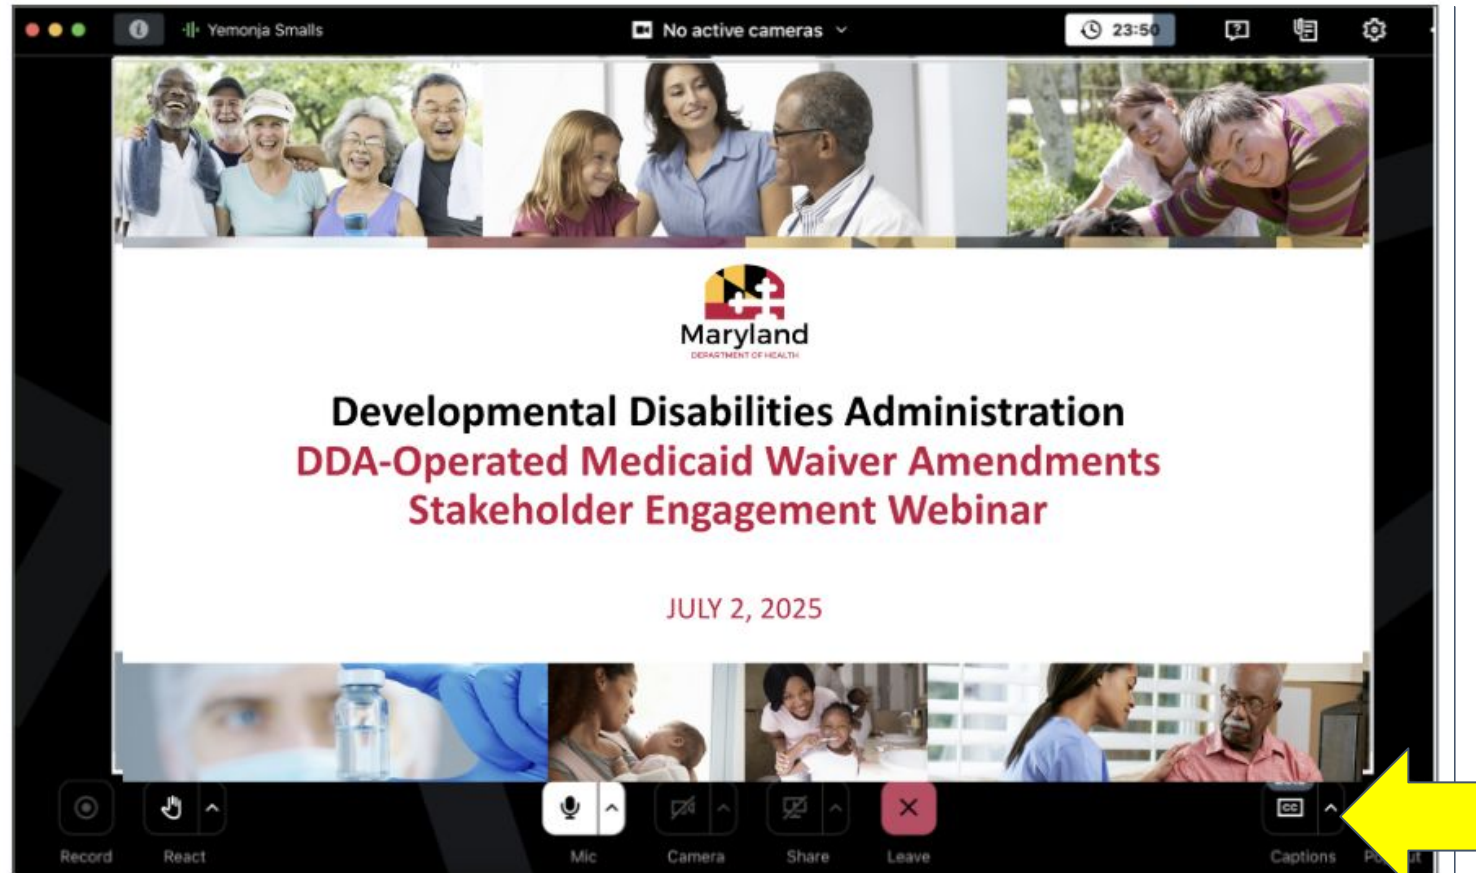 Yemonja Smalls
No active cameras
23:50
Maryland
DEPARTMENT OF HEALTH
Developmental Disabilities Administration
DDA-Operated Medicaid Waiver Amendments
Stakeholder Engagement Webinar
JULY 2, 2025
CC
Record
React
Mic
Camera
Share
Leave
Captions